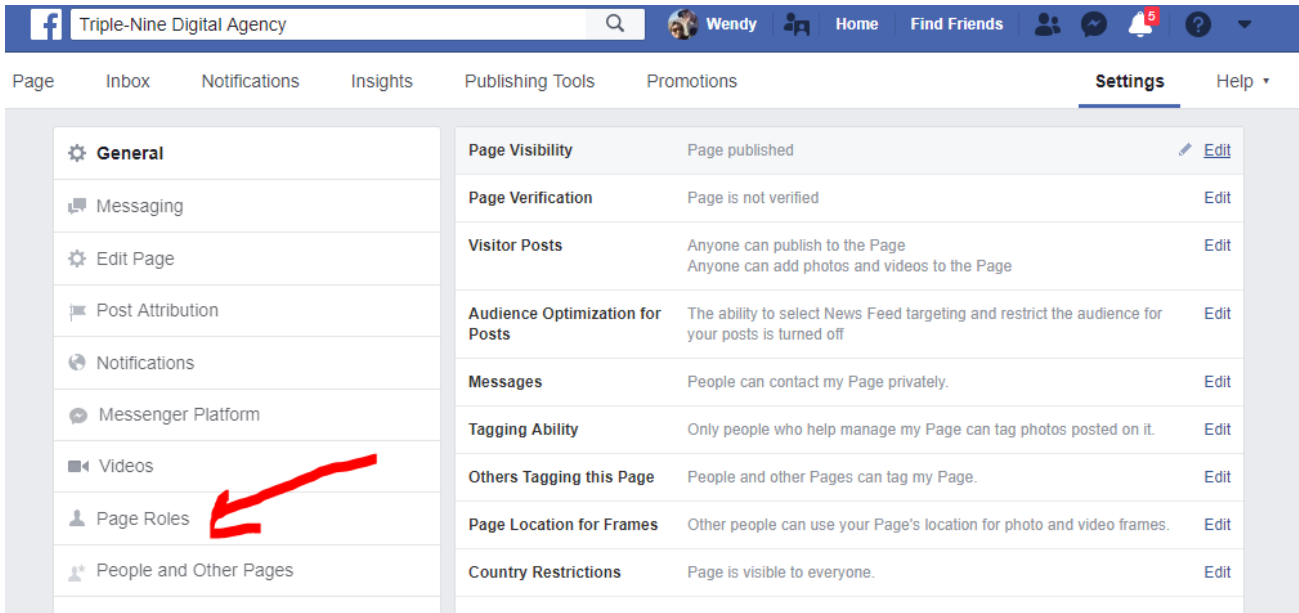 f Triple-Nine Digital Agency Wendy Home Find Friends 5 ?
Page Inbox Notifications Insights Publishing Tools Promotions Settings Help
General
Messaging
Edit Page
Post Attribution
Notifications
Messenger Platform
Videos
Page Roles
People and Other Pages
Page Visibility Page published Edit
Page Verification Page is not verified Edit
Visitor Posts Anyone can publish to the Page Edit
Anyone can add photos and videos to the Page
Audience Optimization for The ability to select News Feed targeting and restrict the audience for Edit
Posts your posts is turned off
Messages People can contact my Page privately. Edit
Tagging Ability Only people who help manage my Page can tag photos posted on it. Edit
Others Tagging this Page People and other Pages can tag my Page. Edit
Page Location for Frames Other people can use your Page's location for photo and video frames. Edit
Country Restrictions Page is visible to everyone. Edit